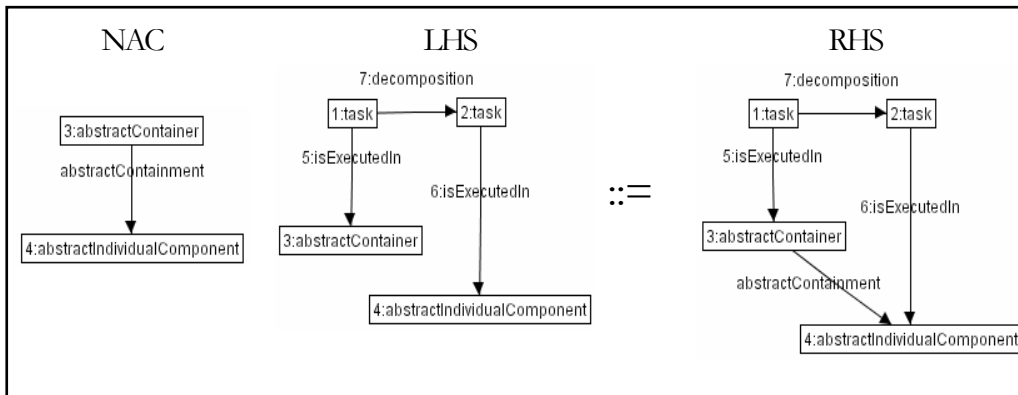 NAC
LHS
RHS
3:abstractContainer
abstractContainment
4:abstractIndividualComponent
7:decomposition
1:task
2:task
5:isExecutedIn
6:isExecutedIn
3:abstractContainer
4:abstractIndividualComponent
::=
7:decomposition
1:task
2:task
5:isExecutedIn
6:isExecutedIn
3:abstractContainer
abstractContainment
4:abstractIndividualComponent